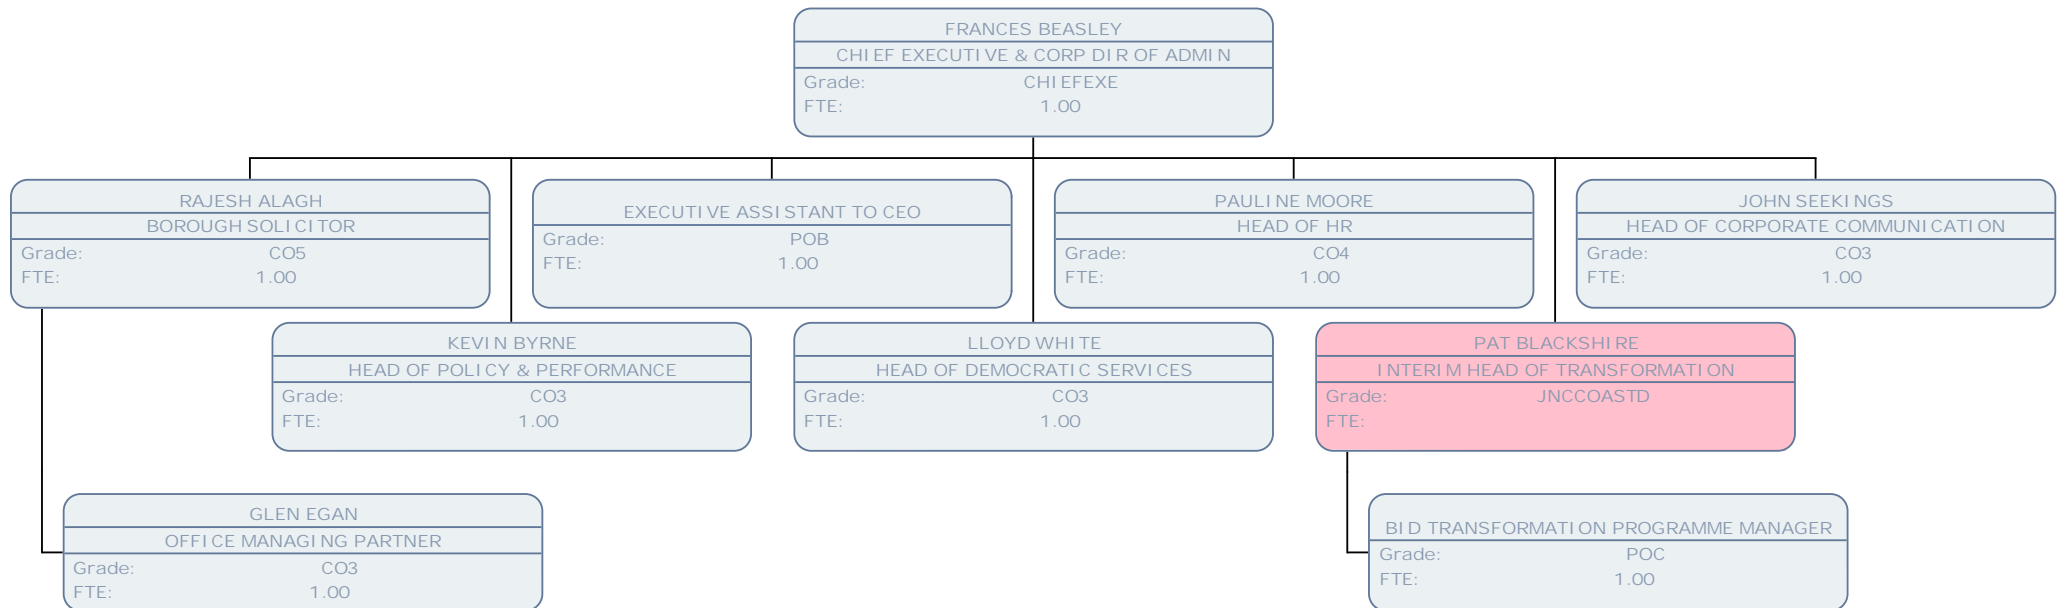 FRANCES BEASLEY
CHIEF EXECUTIVE & CORP DIR OF ADMIN
Grade: CHIEFEXE
FTE: 1.00
RAJESH ALAGH
BOROUGH SOLICITOR
Grade: CO5
FTE: 1.00
EXECUTIVE ASSISTANT TO CEO
Grade: POB
FTE: 1.00
PAULINE MOORE
HEAD OF HR
Grade: CO4
FTE: 1.00
JOHN SEEKINGS
HEAD OF CORPORATE COMMUNICATION
Grade: CO3
FTE: 1.00
KEVIN BYRNE
HEAD OF POLICY & PERFORMANCE
Grade: CO3
FTE: 1.00
LLOYD WHITE
HEAD OF DEMOCRATIC SERVICES
Grade: CO3
FTE: 1.00
PAT BLACKSHIRE
INTERIM HEAD OF TRANSFORMATION
Grade: JNCCOASTD
FTE:
GLEN EGAN
OFFICE MANAGING PARTNER
Grade: CO3
FTE: 1.00
BID TRANSFORMATION PROGRAMME MANAGER
Grade: POC
FTE: 1.00